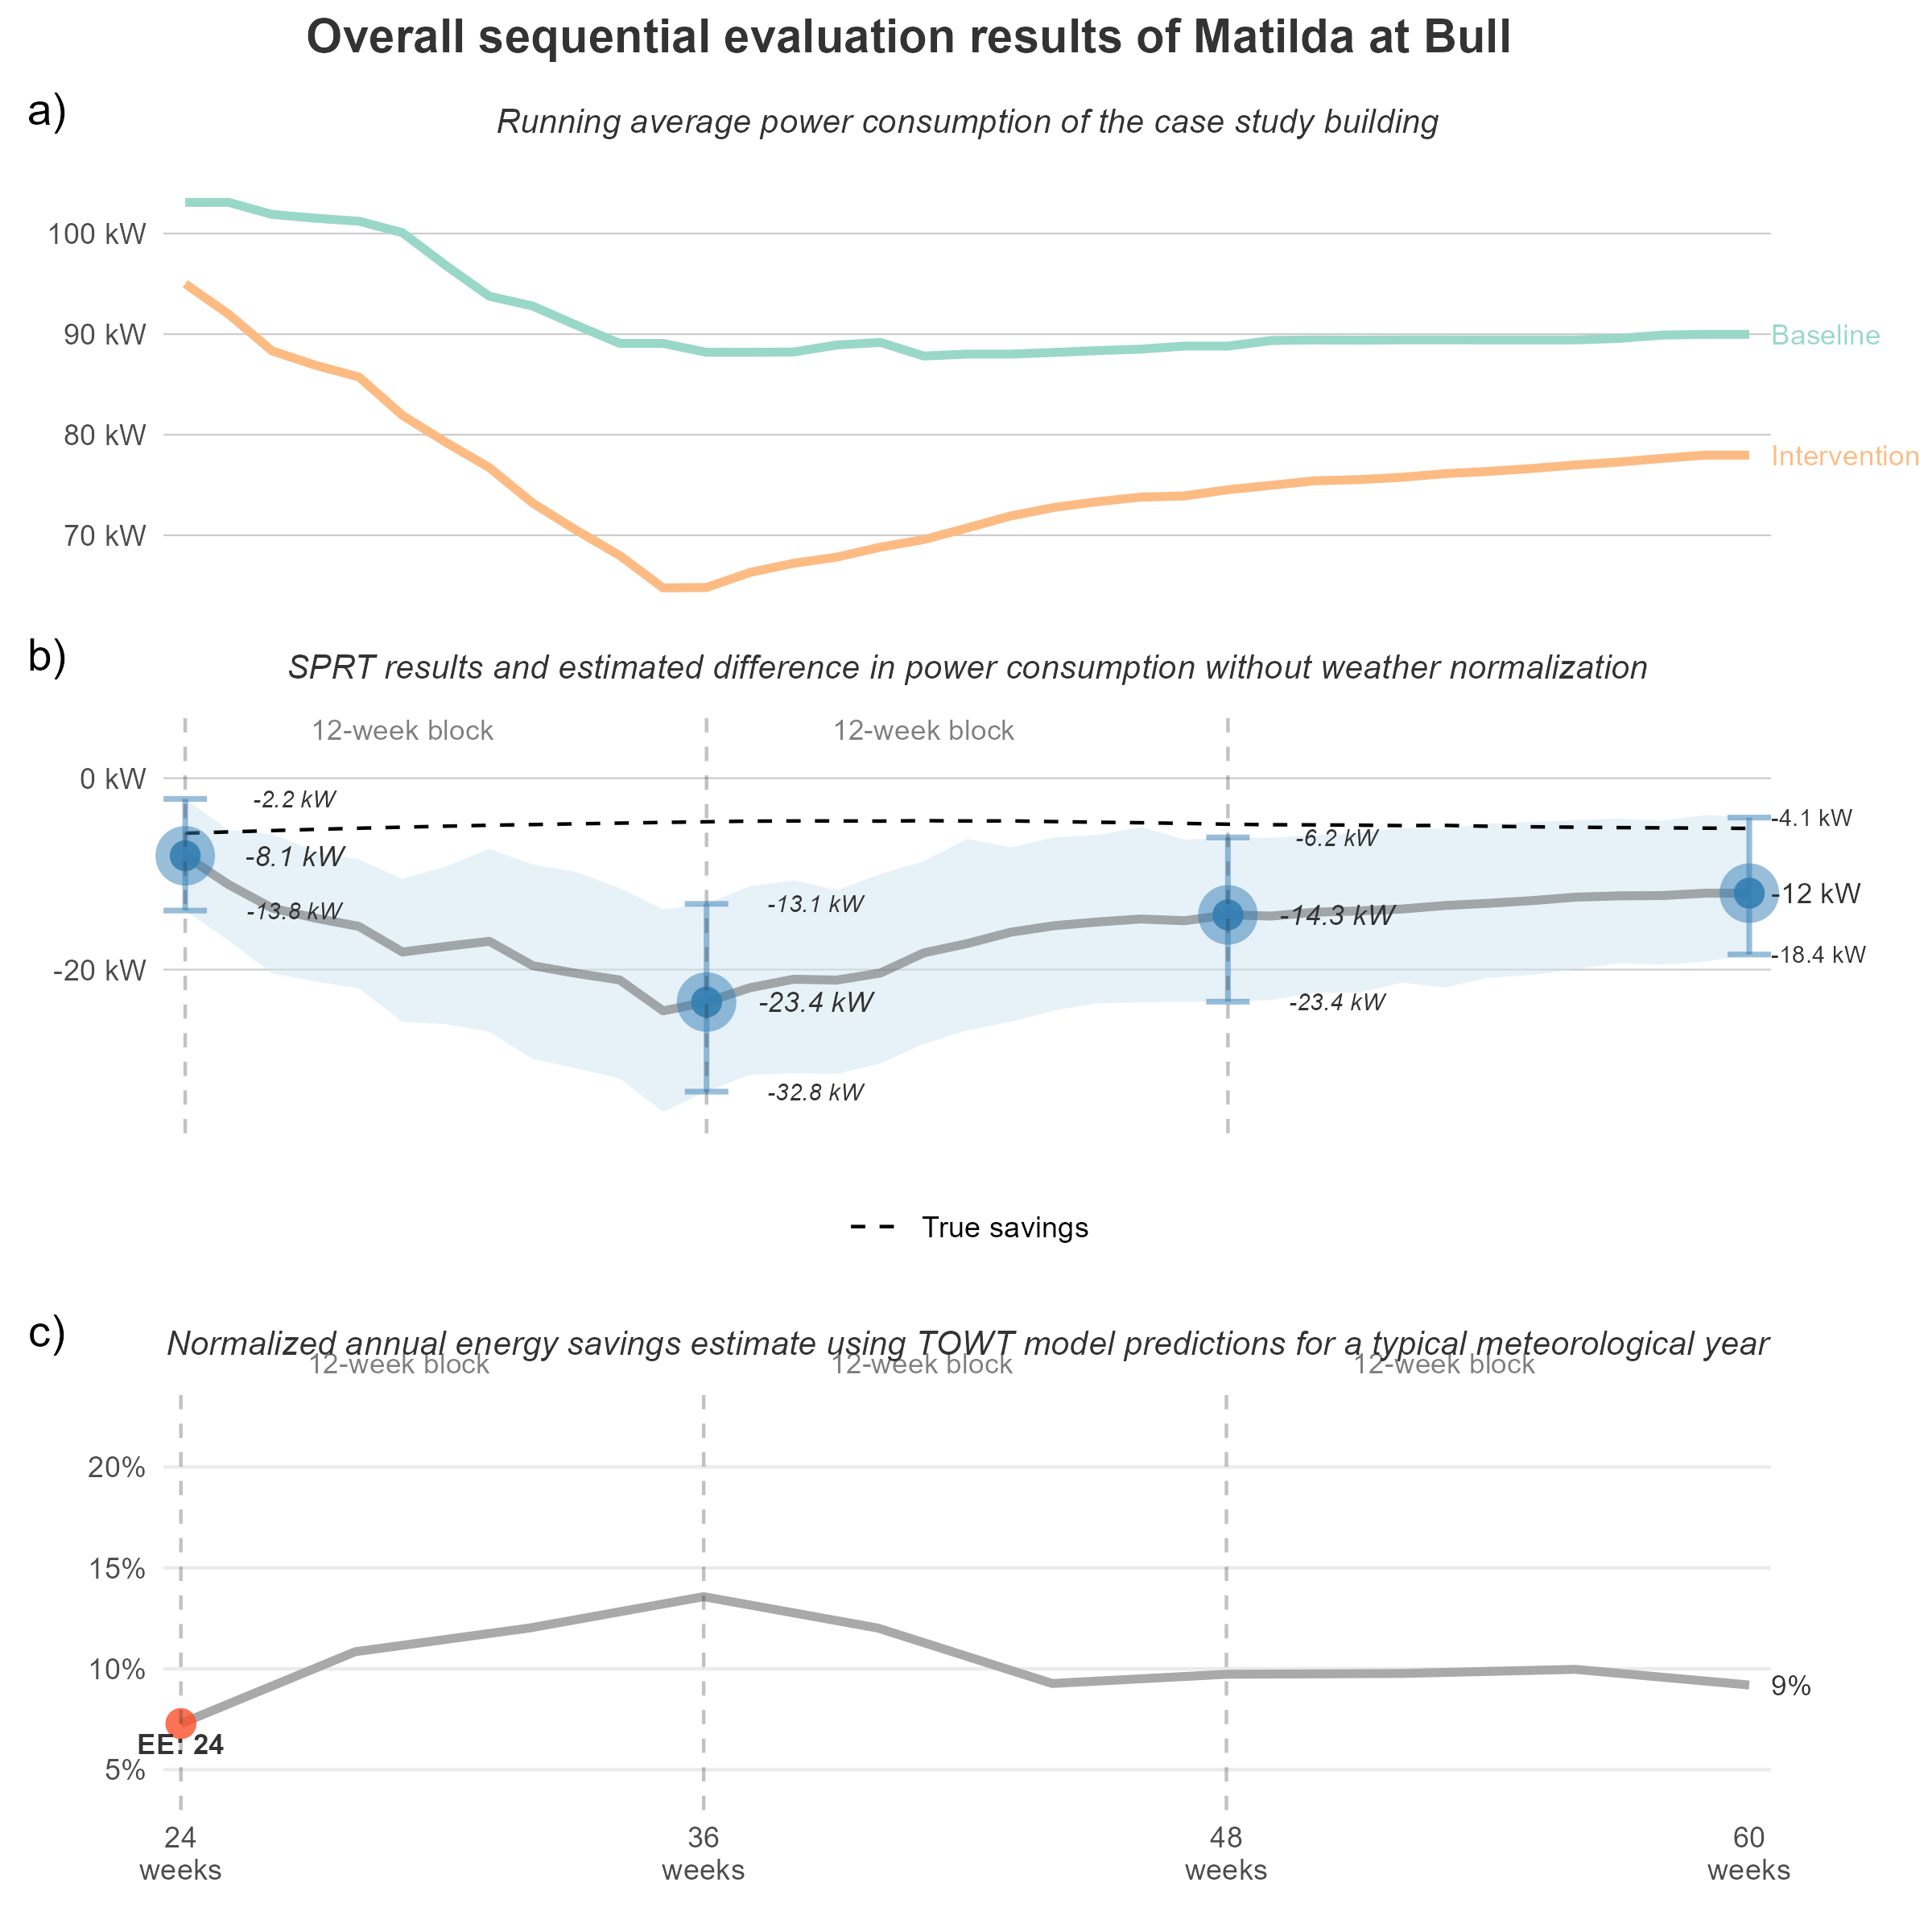 Overall sequential evaluation results of Matilda at Bull
a)
Running average power consumption of the case study building
100 kW
90 kW
80 kW
70 kW
Baseline
Intervention
b)
SPRT results and estimated difference in power consumption without weather normalization
12-week block
12-week block
0 kW
-20 kW
-2.2 kW
-8.1 kW
-13.8 kW
-13.1 kW
-23.4 kW
-32.8 kW
-6.2 kW
-14.3 kW
-23.4 kW
-4.1 kW
-12 kW
-18.4 kW
True savings
c)
Normalized annual energy savings estimate using TOWT model predictions for a typical meteorological year
12-week block
12-week block
12-week block
20%
15%
10%
5%
EE: 24
9%
24
weeks
36
weeks
48
weeks
60
weeks